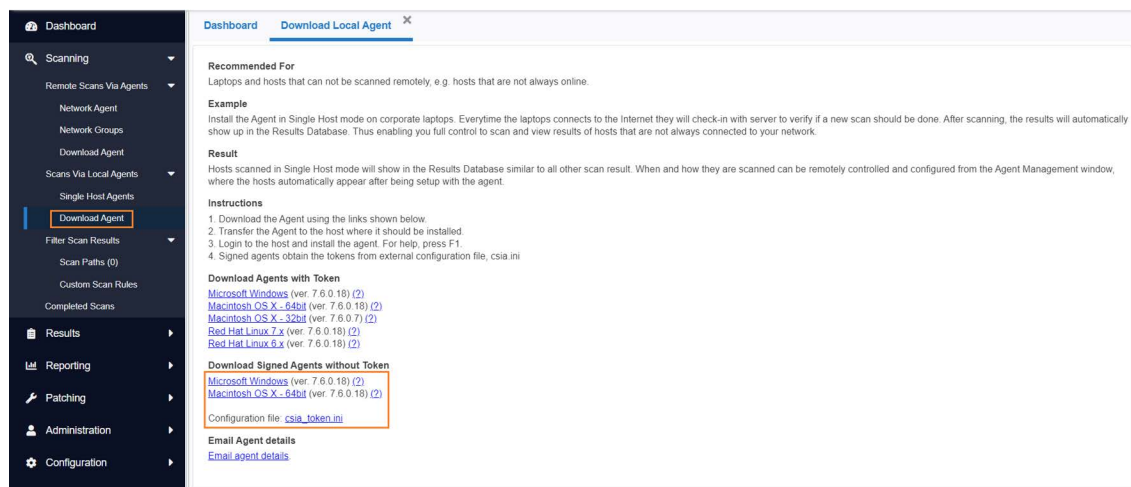 Dashboard
Scanning
Remote Scans Via Agents
Network Agent
Network Groups
Download Agent
Scans Via Local Agents
Single Host Agents
Download Agent
Filter Scan Results
Scan Paths (0)
Custom Scan Rules
Completed Scans
Results
Reporting
Patching
Administration
Configuration
Dashboard Download Local Agent
Recommended For
Laptops and hosts that can not be scanned remotely, e.g. hosts that are not always online.
Example
Install the Agent in Single Host mode on corporate laptops. Everytime the laptops connects to the Internet they will check-in with server to verify if a new scan should be done. After scanning, the results will automatically
show up in the Results Database. Thus enabling you full control to scan and view results of hosts that are not always connected to your network.
Result
Hosts scanned in Single Host mode will show in the Results Database similar to all other scan result. When and how they are scanned can be remotely controlled and configured from the Agent Management window,
where the hosts automatically appear after being setup with the agent.
Instructions
1. Download the Agent using the links shown below.
2. Transfer the Agent to the host where it should be installed.
3. Login to the host and install the agent. For help, press F1.
4. Signed agents obtain the tokens from external configuration file, csia.ini
Download Agents with Token
Microsoft Windows (ver. 7.6.0.18) (?)
Macintosh OS X - 64bit (ver. 7.6.0.18) (?)
Macintosh OS X - 32bit (ver. 7.6.0.7) (?)
Red Hat Linux 7.x (ver. 7.6.0.18) (?)
Red Hat Linux 6.x (ver. 7.6.0.18) (?)
Download Signed Agents without Token
Microsoft Windows (ver. 7.6.0.18) (?)
Macintosh OS X - 64bit (ver. 7.6.0.18) (?)
Configuration file: csia_token.ini
Email Agent details
Email agent details.